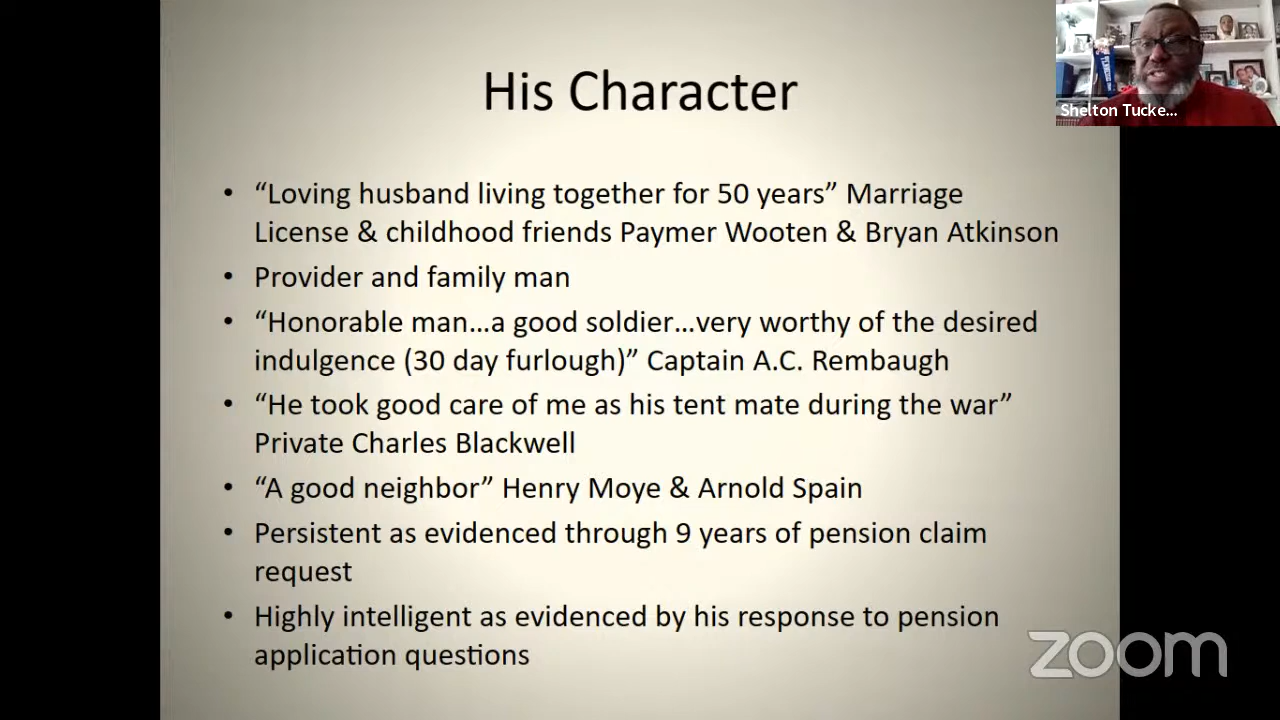 His Character
Shelton Tucke...
• “Loving husband living together for 50 years” Marriage
License & childhood friends Paymer Wooten & Bryan Atkinson
• Provider and family man
• “Honorable man…a good soldier…very worthy of the desired
indulgence (30 day furlough)” Captain A.C. Rembaugh
• “He took good care of me as his tent mate during the war”
Private Charles Blackwell
• “A good neighbor” Henry Moye & Arnold Spain
• Persistent as evidenced through 9 years of pension claim
request
• Highly intelligent as evidenced by his response to pension
application questions
zoom